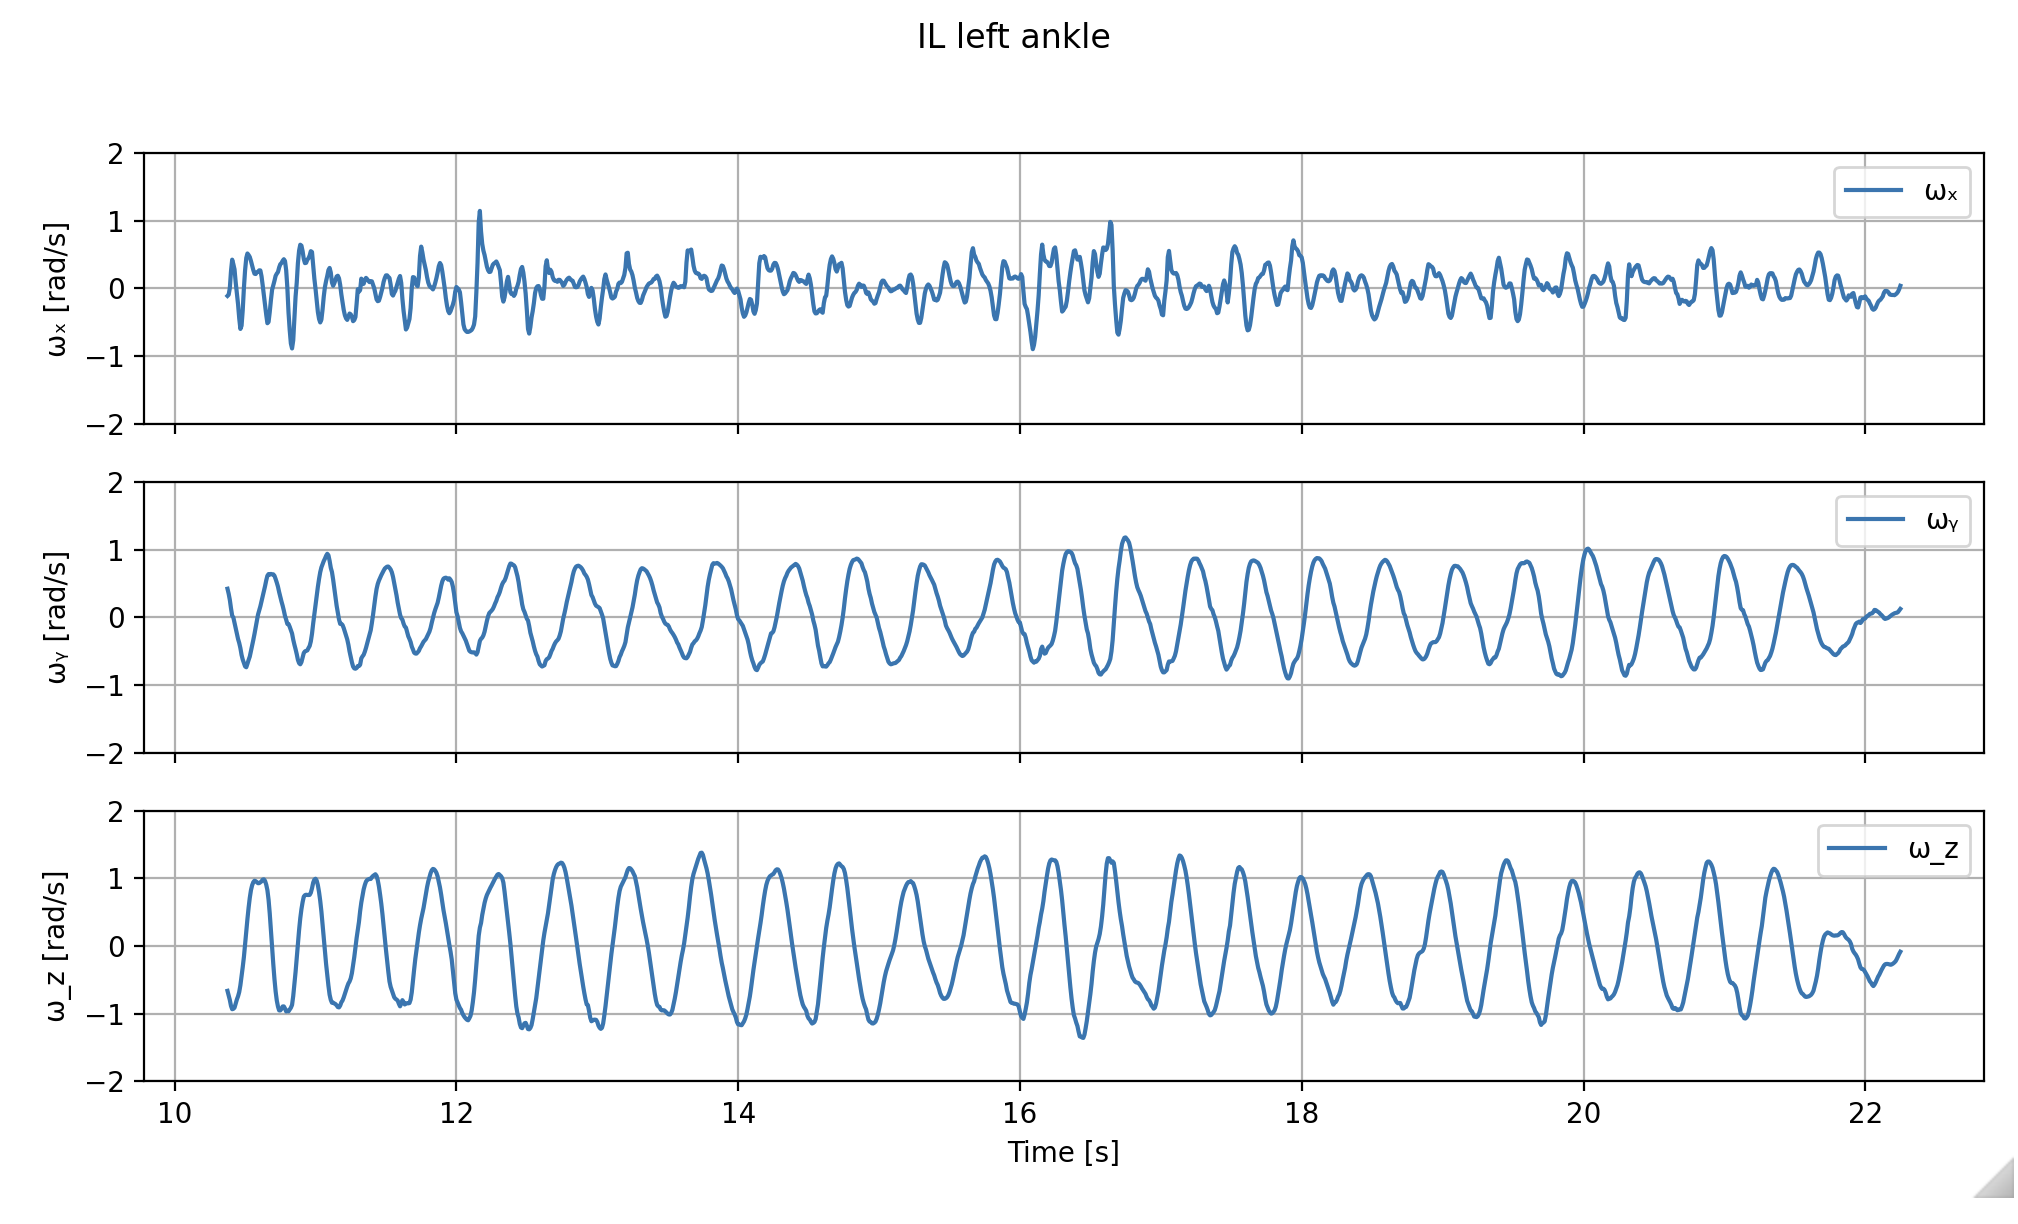 IL left ankle
2
1
0
−1
−2
ωₓ [rad/s]
ωₓ
2
1
0
−1
−2
ωᵧ [rad/s]
ωᵧ
2
1
0
−1
−2
ω_z [rad/s]
ω_z
10 12 14 16 18 20 22
Time [s]